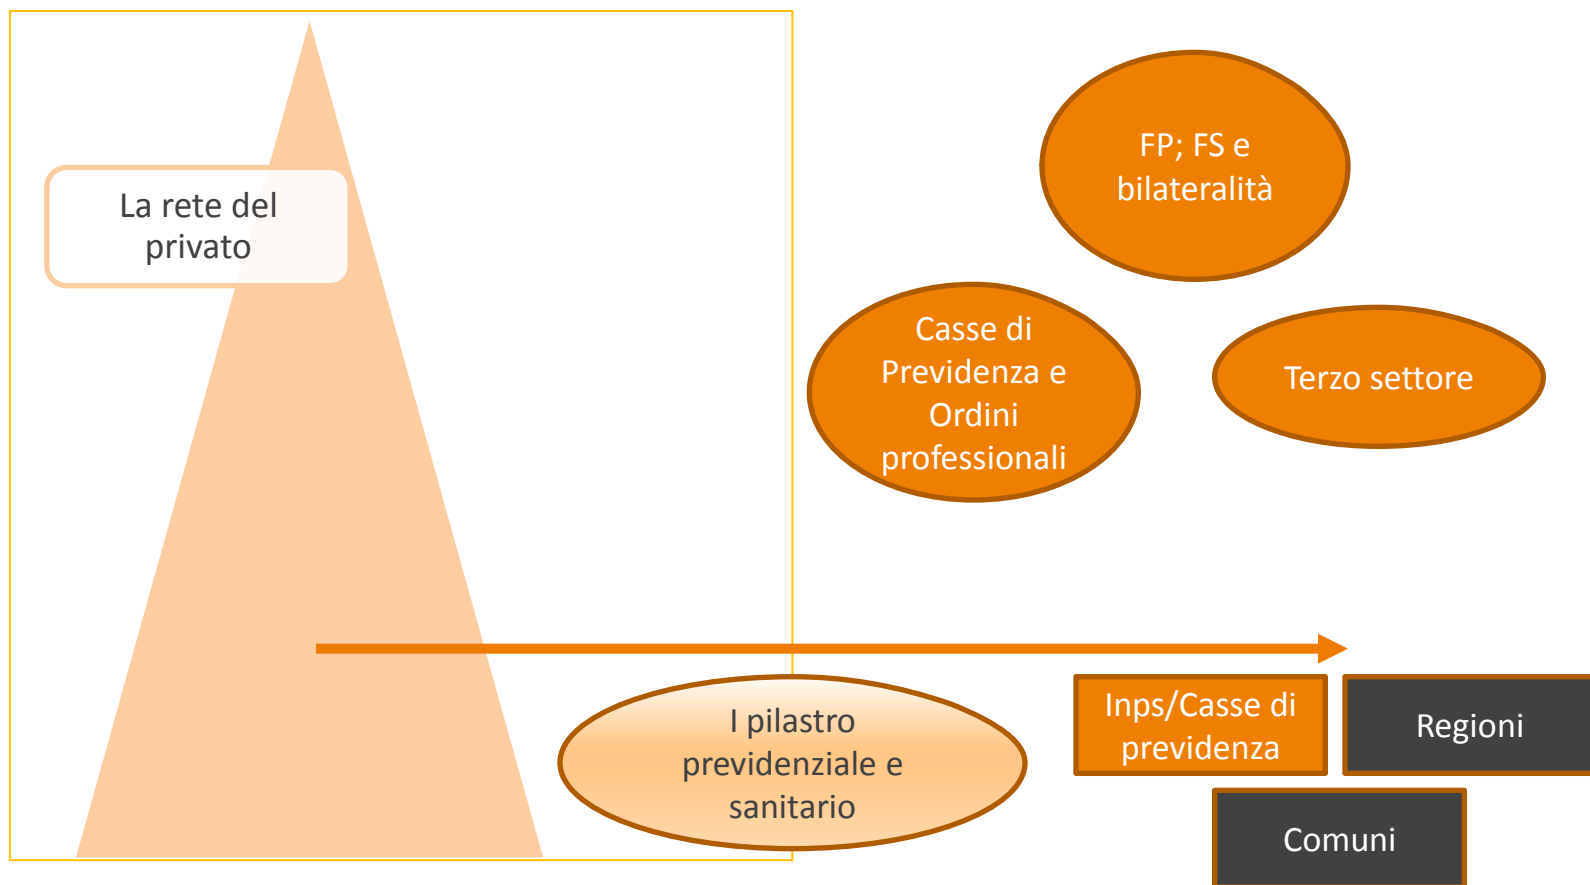 La rete del
privato
FP; FS e
bilateralità
Casse di
Previdenza e
Ordini
professionali
Terzo settore
I pilastro
previdenziale e
sanitario
Inps/Casse di
previdenza
Regioni
Comuni